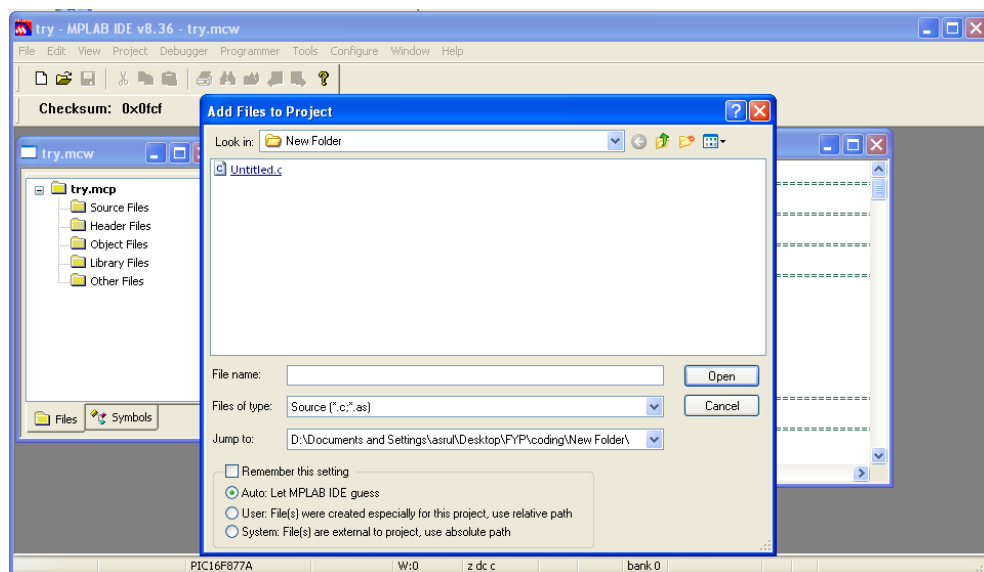 try - MPLAB IDE v8.36 - try.mcw
File Edit View Project Debugger Programmer Tools Configure Window Help
Checksum: 0x0fcf
try.mcw
try.mcp
Source Files
Header Files
Object Files
Library Files
Other Files
Files Symbols
Add Files to Project
Look in: New Folder
Untitled.c
File name:
Open
Files of type: Source (*.c;*.as)
Cancel
Jump to: D:\Documents and Settings\asrul\Desktop\FYP\coding\New Folder\
Remember this setting
Auto: Let MPLAB IDE guess
User: File(s) were created especially for this project, use relative path
System: File(s) are external to project, use absolute path
PIC16F877A W:0 z dc c bank 0